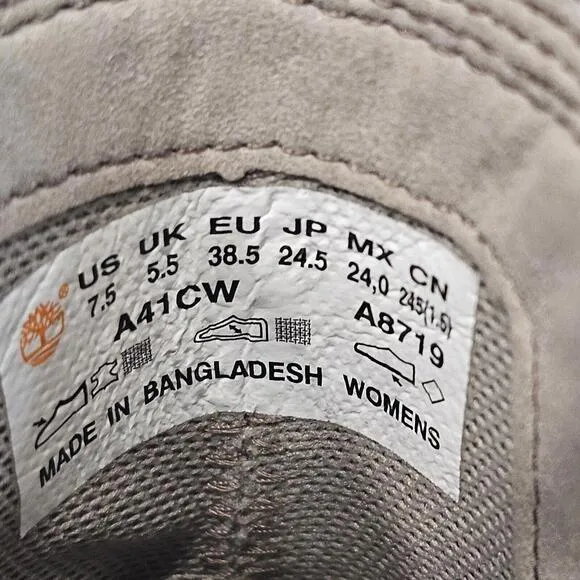 US UK EU JP MX CN
7.5 5.5 38.5 24.5 24,0 245(1.5)
A41CW A8719
®
MADE IN BANGLADESH WOMENS